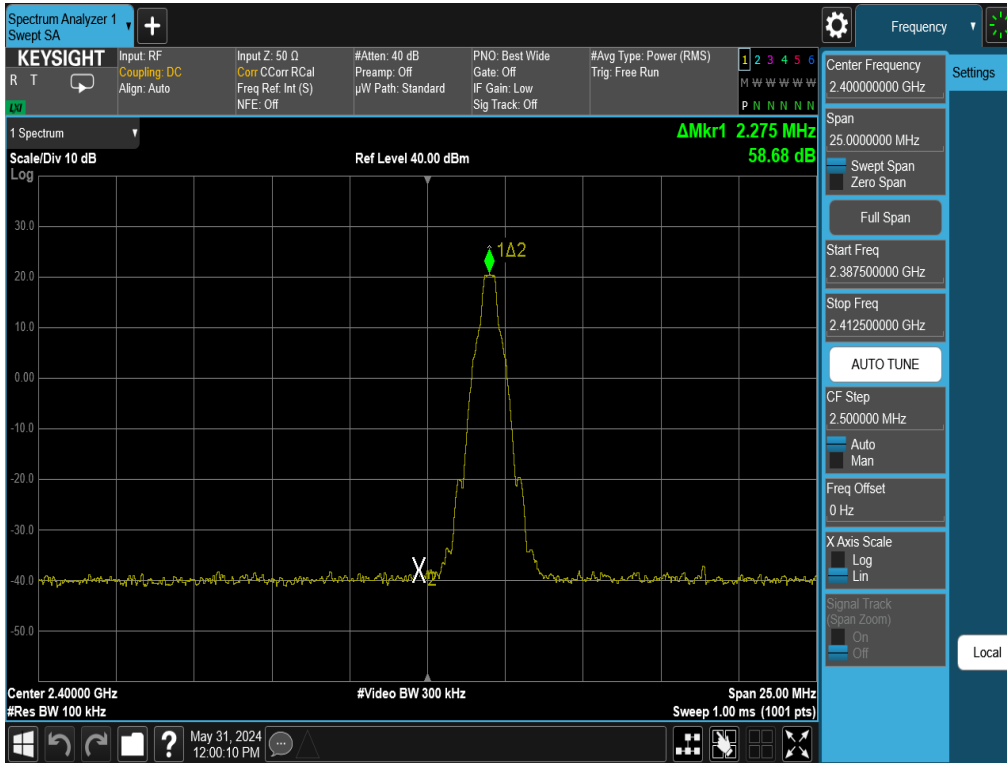 Spectrum Analyzer 1
Swept SA
+
Frequency
KEYSIGHT
R T
LXI
Input: RF
Coupling: DC
Align: Auto
Input Z: 50 Ω
Corr CCorr RCal
Freq Ref: Int (S)
NFE: Off
#Atten: 40 dB
Preamp: Off
µW Path: Standard
PNO: Best Wide
Gate: Off
IF Gain: Low
Sig Track: Off
#Avg Type: Power (RMS)
Trig: Free Run
1 2 3 4 5 6
M W W W W W
P N N N N N
1 Spectrum
Scale/Div 10 dB
Log
Ref Level 40.00 dBm
ΔMkr1 2.275 MHz
58.68 dB
30.0
20.0
10.0
0.00
-10.0
-20.0
-30.0
-40.0
-50.0
1Δ2
X
2
Center 2.40000 GHz
#Res BW 100 kHz
#Video BW 300 kHz
Span 25.00 MHz
Sweep 1.00 ms (1001 pts)
Center Frequency
2.400000000 GHz
Settings
Span
25.0000000 MHz
Swept Span
Zero Span
Full Span
Start Freq
2.387500000 GHz
Stop Freq
2.412500000 GHz
AUTO TUNE
CF Step
2.500000 MHz
Auto
Man
Freq Offset
0 Hz
X Axis Scale
Log
Lin
Signal Track
(Span Zoom)
On
Off
Local
?
May 31, 2024
12:00:10 PM